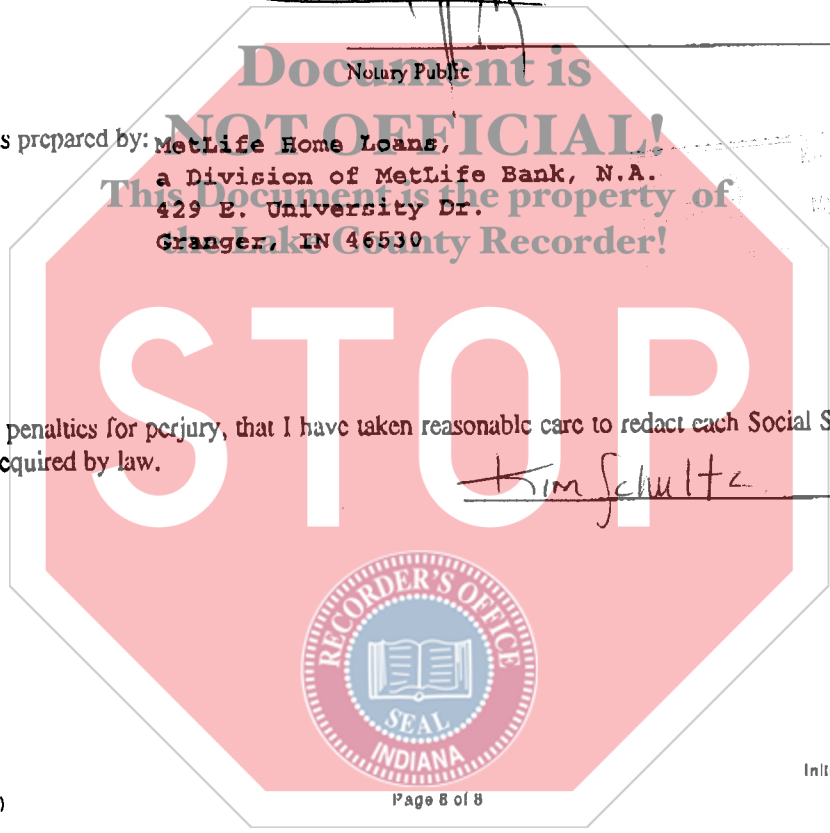 Document is
Notary Public
NOT OFFICIAL!
s prepared by: MetLife Home Loans,
a Division of MetLife Bank, N.A.
This Document is the property of
429 E. University Dr.
the Lake County Recorder!
Granger, IN 46530
STOP
penalties for perjury, that I have taken reasonable care to redact each Social S
equired by law.
Kim Schultz
RECORDER'S OFFICE
SEAL
INDIANA
Init
)
Page 8 of 8